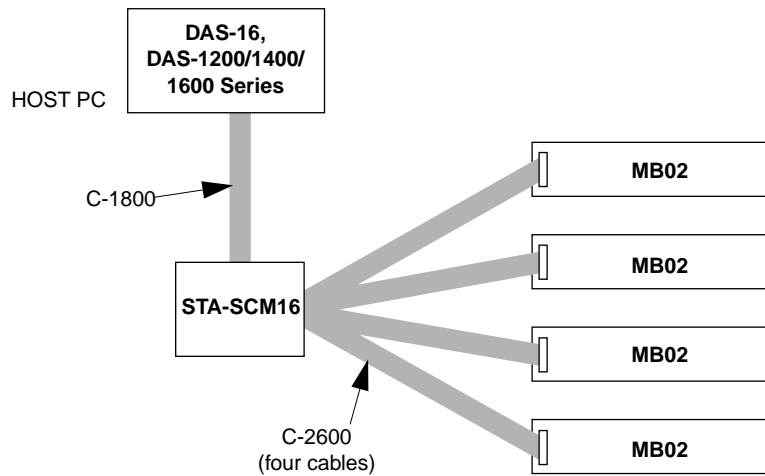 DAS-16,
DAS-1200/1400/
1600 Series
HOST PC
C-1800
STA-SCM16
MB02
MB02
MB02
MB02
C-2600
(four cables)